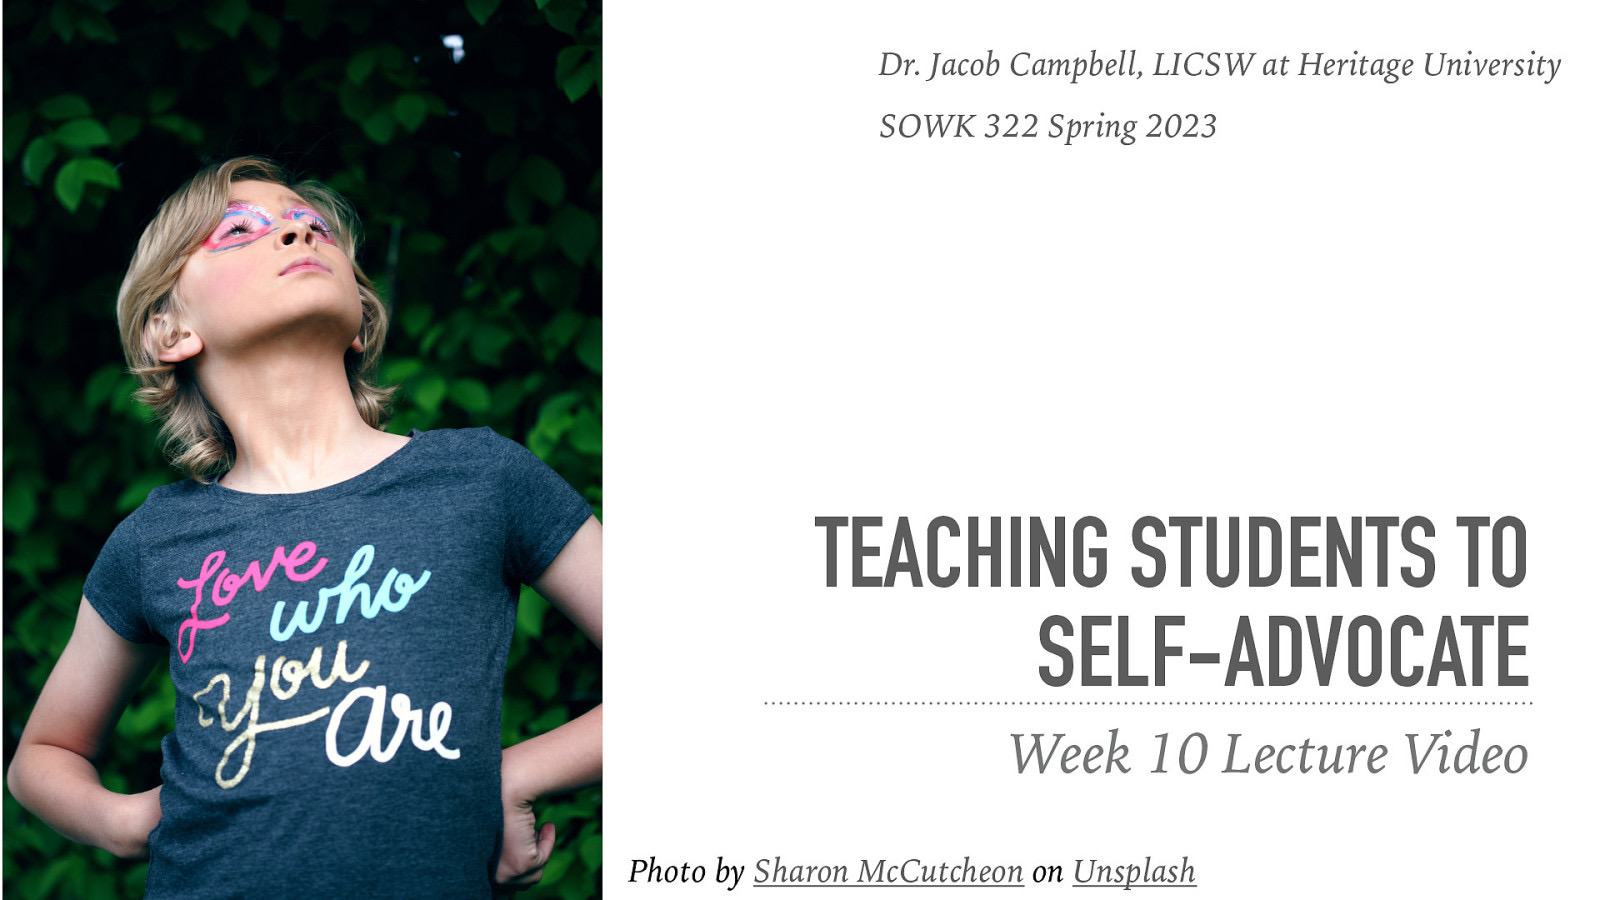 Dr. Jacob Campbell, LICSW at Heritage University
SOWK 322 Spring 2023
Love
who
you
are
TEACHING STUDENTS TO
SELF-ADVOCATE
Week 10 Lecture Video
Photo by Sharon McCutcheon on Unsplash